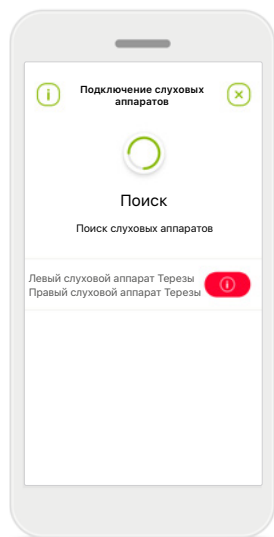 Подключение слуховых
аппаратов
Поиск
Поиск слуховых аппаратов
Левый слуховой аппарат Терезы
Правый слуховой аппарат Терезы